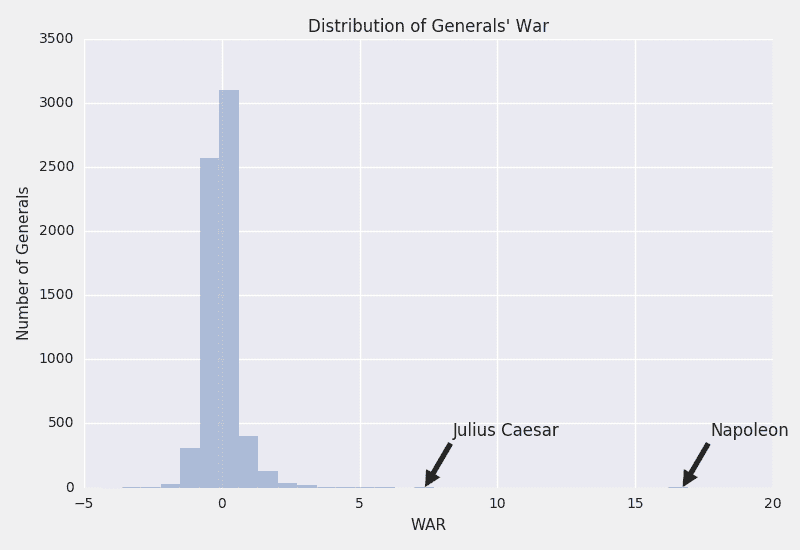 Distribution of Generals' War
3500
3000
2500
2000
1500
1000
500
0
Number of Generals
Julius Caesar
Napoleon
−5
0
5
10
15
20
WAR